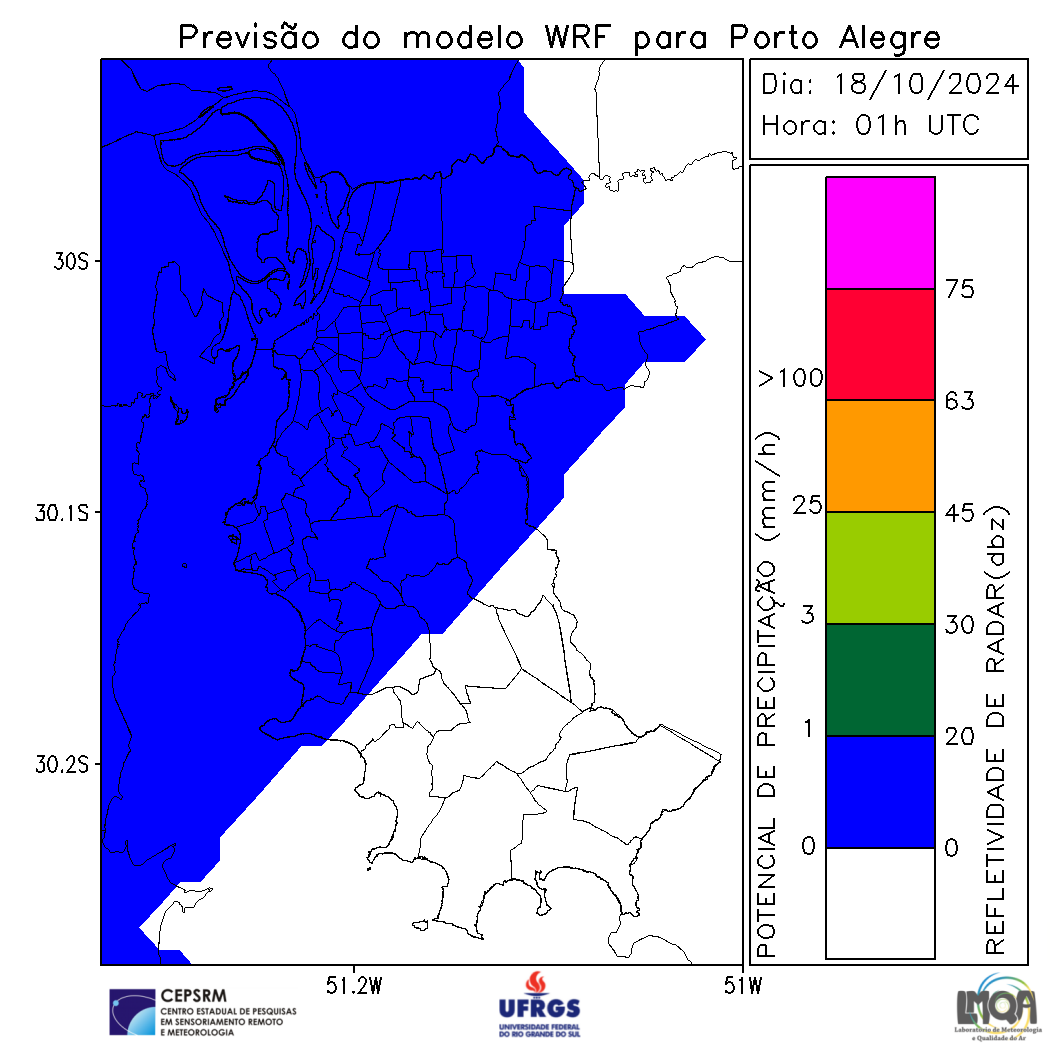 Previsão do modelo WRF para Porto Alegre
Dia: 18/10/2024
Hora: 01h UTC
30S
30.1S
30.2S
51.2W
51W
POTENCIAL DE PRECIPITAÇÃO (mm/h)
>100
25
3
1
0
75
63
45
30
20
0
REFLETIVIDADE DE RADAR(dbz)
CEPSRM
CENTRO ESTADUAL DE PESQUISAS
EM SENSORIAMENTO REMOTO
E METEOROLOGIA
UFRGS
UNIVERSIDADE FEDERAL
DO RIO GRANDE DO SUL
LMQA
Laboratório de Meteorologia
e Qualidade do Ar